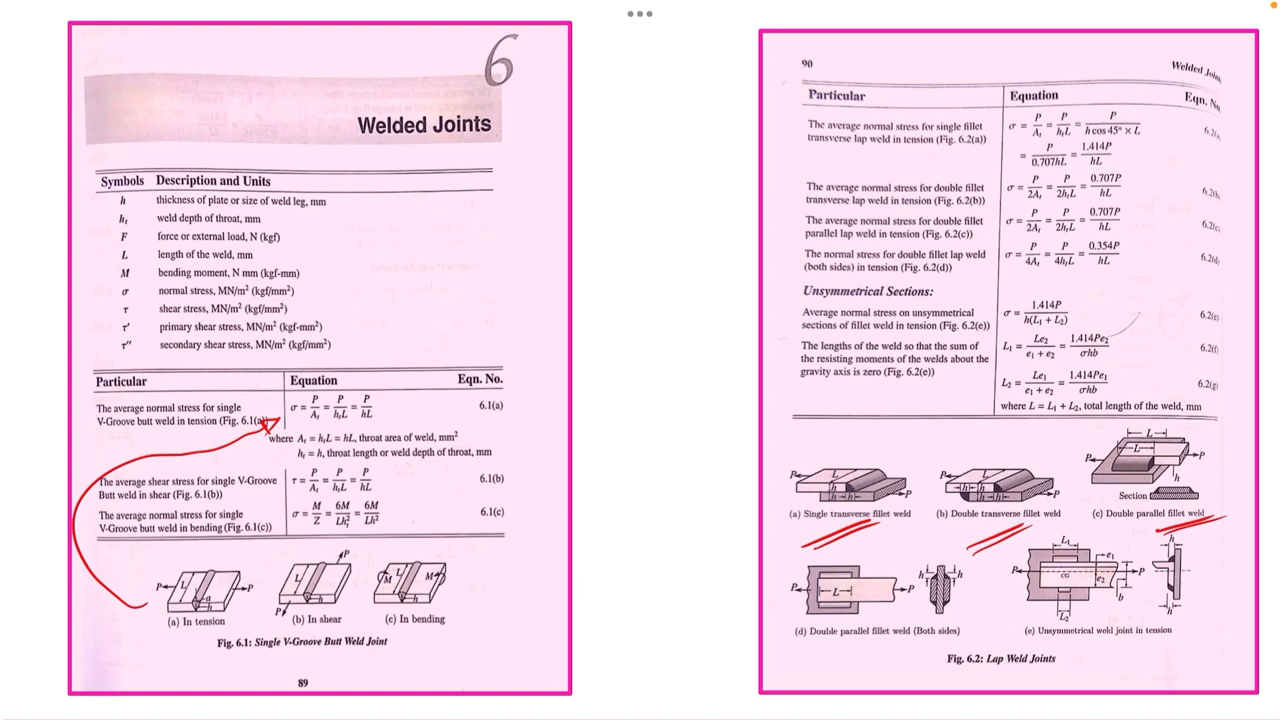 6
Welded Joints
Symbols Description and Units
h thickness of plate or size of weld leg, mm
hₜ weld depth of throat, mm
F force or external load, N (kgf)
L length of the weld, mm
M bending moment, N mm (kgf-mm)
σ normal stress, MN/m² (kgf/mm²)
τ shear stress, MN/m² (kgf/mm²)
τ' primary shear stress, MN/m² (kgf-mm²)
τ'' secondary shear stress, MN/m² (kgf/mm²)
Particular Equation Eqn. No.
The average normal stress for single
V-Groove butt weld in tension (Fig. 6.1(a)) σ = P/Aₜ = P/hₜL = P/hL 6.1(a)
where Aₜ = hₜL = hL, throat area of weld, mm²
hₜ = h, throat length or weld depth of throat, mm
The average shear stress for single V-Groove
Butt weld in shear (Fig. 6.1(b)) τ = P/Aₜ = P/hₜL = P/hL 6.1(b)
The average normal stress for single
V-Groove butt weld in bending (Fig. 6.1(c)) σ = M/Z = 6M/Lhₜ² = 6M/Lh² 6.1(c)
P L a h P
P L h P
M L h M
(a) In tension (b) In shear (c) In bending
Fig. 6.1: Single V-Groove Butt Weld Joint
89
90 Welded Joints
Particular Equation Eqn. No.
The average normal stress for single fillet
transverse lap weld in tension (Fig. 6.2(a)) σ = P/Aₜ = P/hₜL = P/h cos 45° × L
= P/0.707hL = 1.414P/hL
The average normal stress for double fillet
transverse lap weld in tension (Fig. 6.2(b)) σ = P/2Aₜ = P/2hₜL = 0.707P/hL
The average normal stress for double fillet
parallel lap weld in tension (Fig. 6.2(c)) σ = P/2Aₜ = P/2hₜL = 0.707P/hL 6.2(c)
The normal stress for double fillet lap weld
(both sides) in tension (Fig. 6.2(d)) σ = P/4Aₜ = P/4hₜL = 0.354P/hL 6.2(d)
Unsymmetrical Sections:
Average normal stress on unsymmetrical
sections of fillet weld in tension (Fig. 6.2(e)) σ = 1.414P/h(L₁ + L₂) 6.2(e)
The lengths of the weld so that the sum of
the resisting moments of the welds about the
gravity axis is zero (Fig. 6.2(e)) L₁ = Le₂/e₁ + e₂ = 1.414Pe₂/σhb 6.2(f)
L₂ = Le₁/e₁ + e₂ = 1.414Pe₁/σhb 6.2(g)
where L = L₁ + L₂, total length of the weld, mm
P L h P
P L h h P
P L L P h
Section
(a) Single transverse fillet weld (b) Double transverse fillet weld (c) Double parallel fillet weld
P L P h h
P L₁ CG e₁ e₂ P b L₂ h h
(d) Double parallel fillet weld (Both sides) (e) Unsymmetrical weld joint in tension
Fig. 6.2: Lap Weld Joints